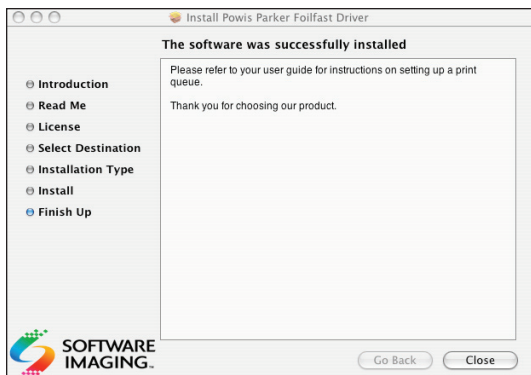 Install Powis Parker Foilfast Driver
The software was successfully installed
Introduction
Read Me
License
Select Destination
Installation Type
Install
Finish Up
Please refer to your user guide for instructions on setting up a print
queue.
Thank you for choosing our product.
SOFTWARE
IMAGING™
Go Back
Close